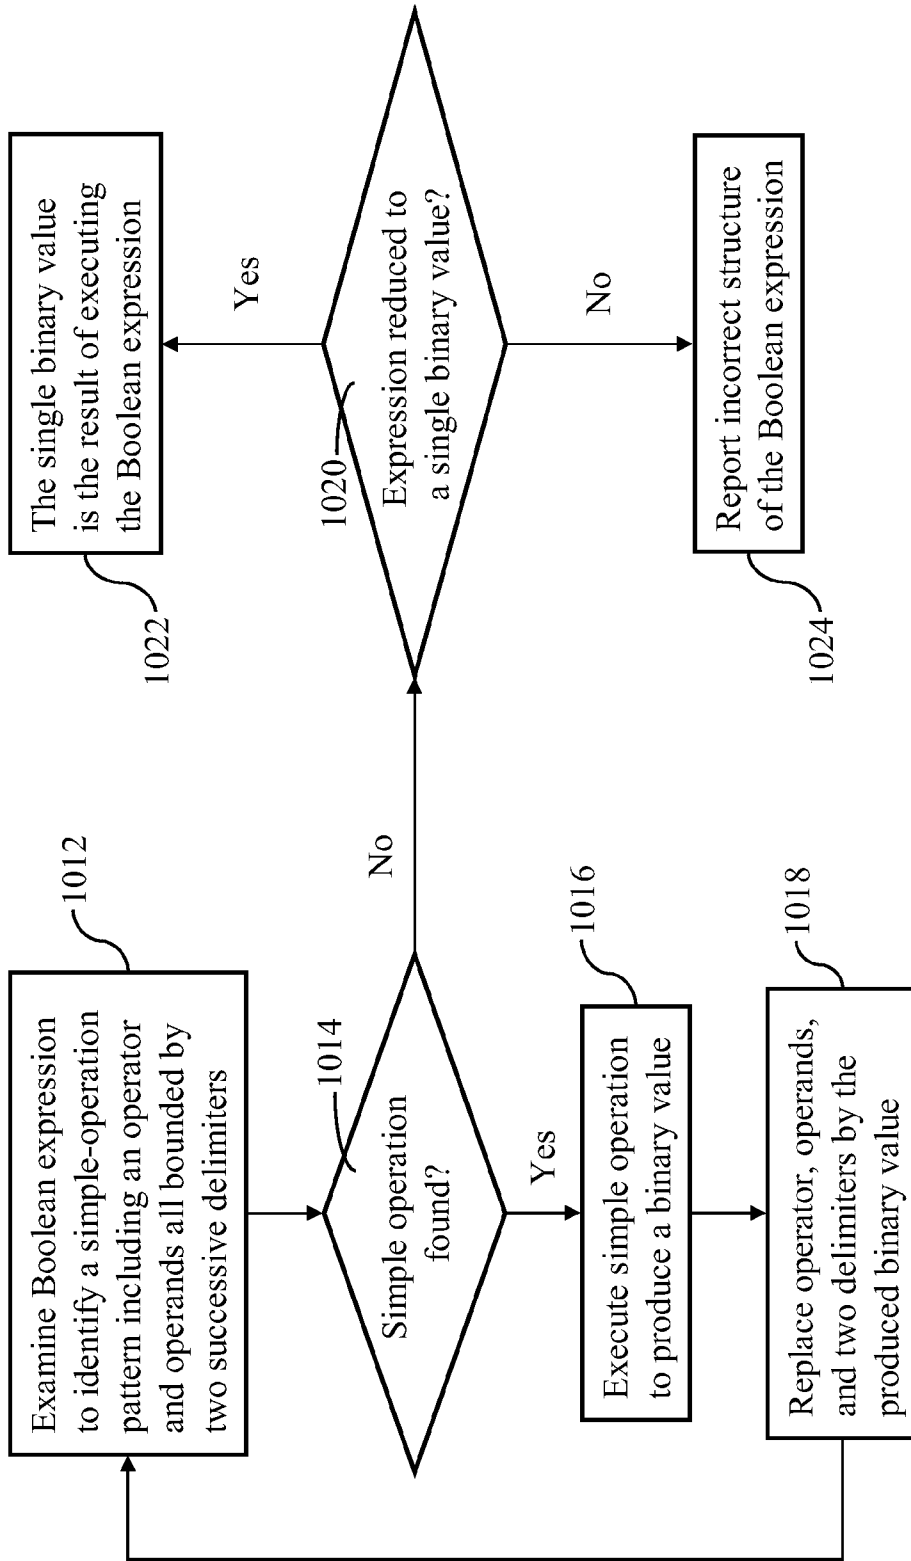 Examine Boolean expression
to identify a simple-operation
pattern including an operator
and operands all bounded by
two successive delimiters
1012
Simple operation
found?
1014
No
Yes
Execute simple operation
to produce a binary value
1016
Replace operator, operands,
and two delimiters by the
produced binary value
1018
The single binary value
is the result of executing
the Boolean expression
1022
Yes
Expression reduced to
a single binary value?
1020
No
Report incorrect structure
of the Boolean expression
1024